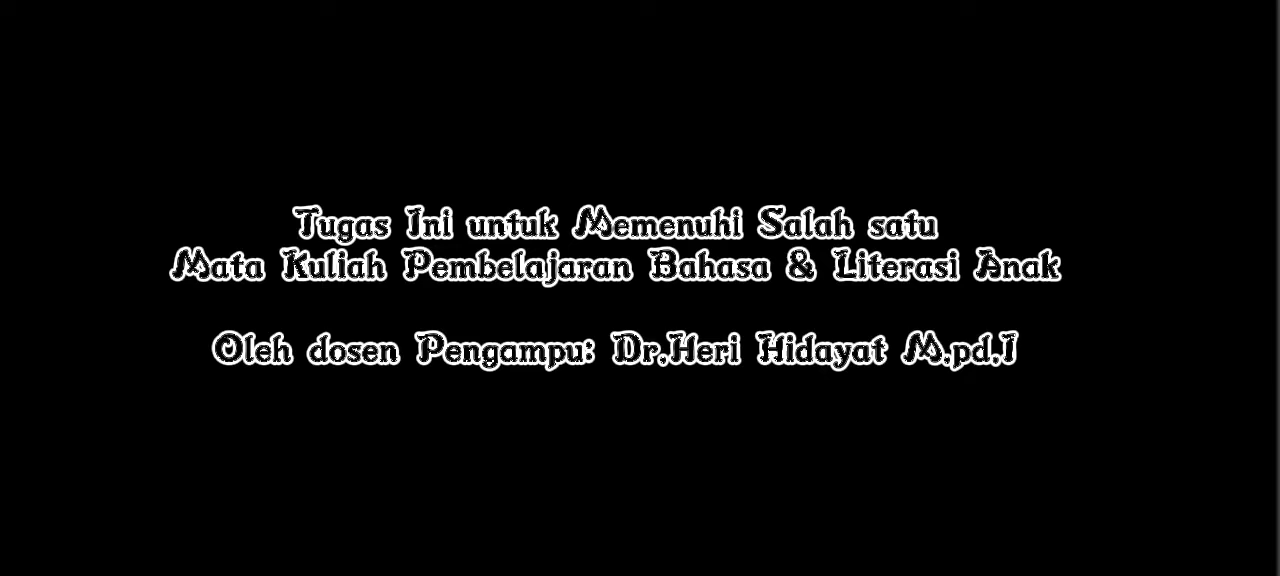 Tugas Ini untuk Memenuhi Salah satu
Mata Kuliah Pembelajaran Bahasa & Literasi Anak
Oleh dosen Pengampu: Dr.Heri Hidayat M.pd.I